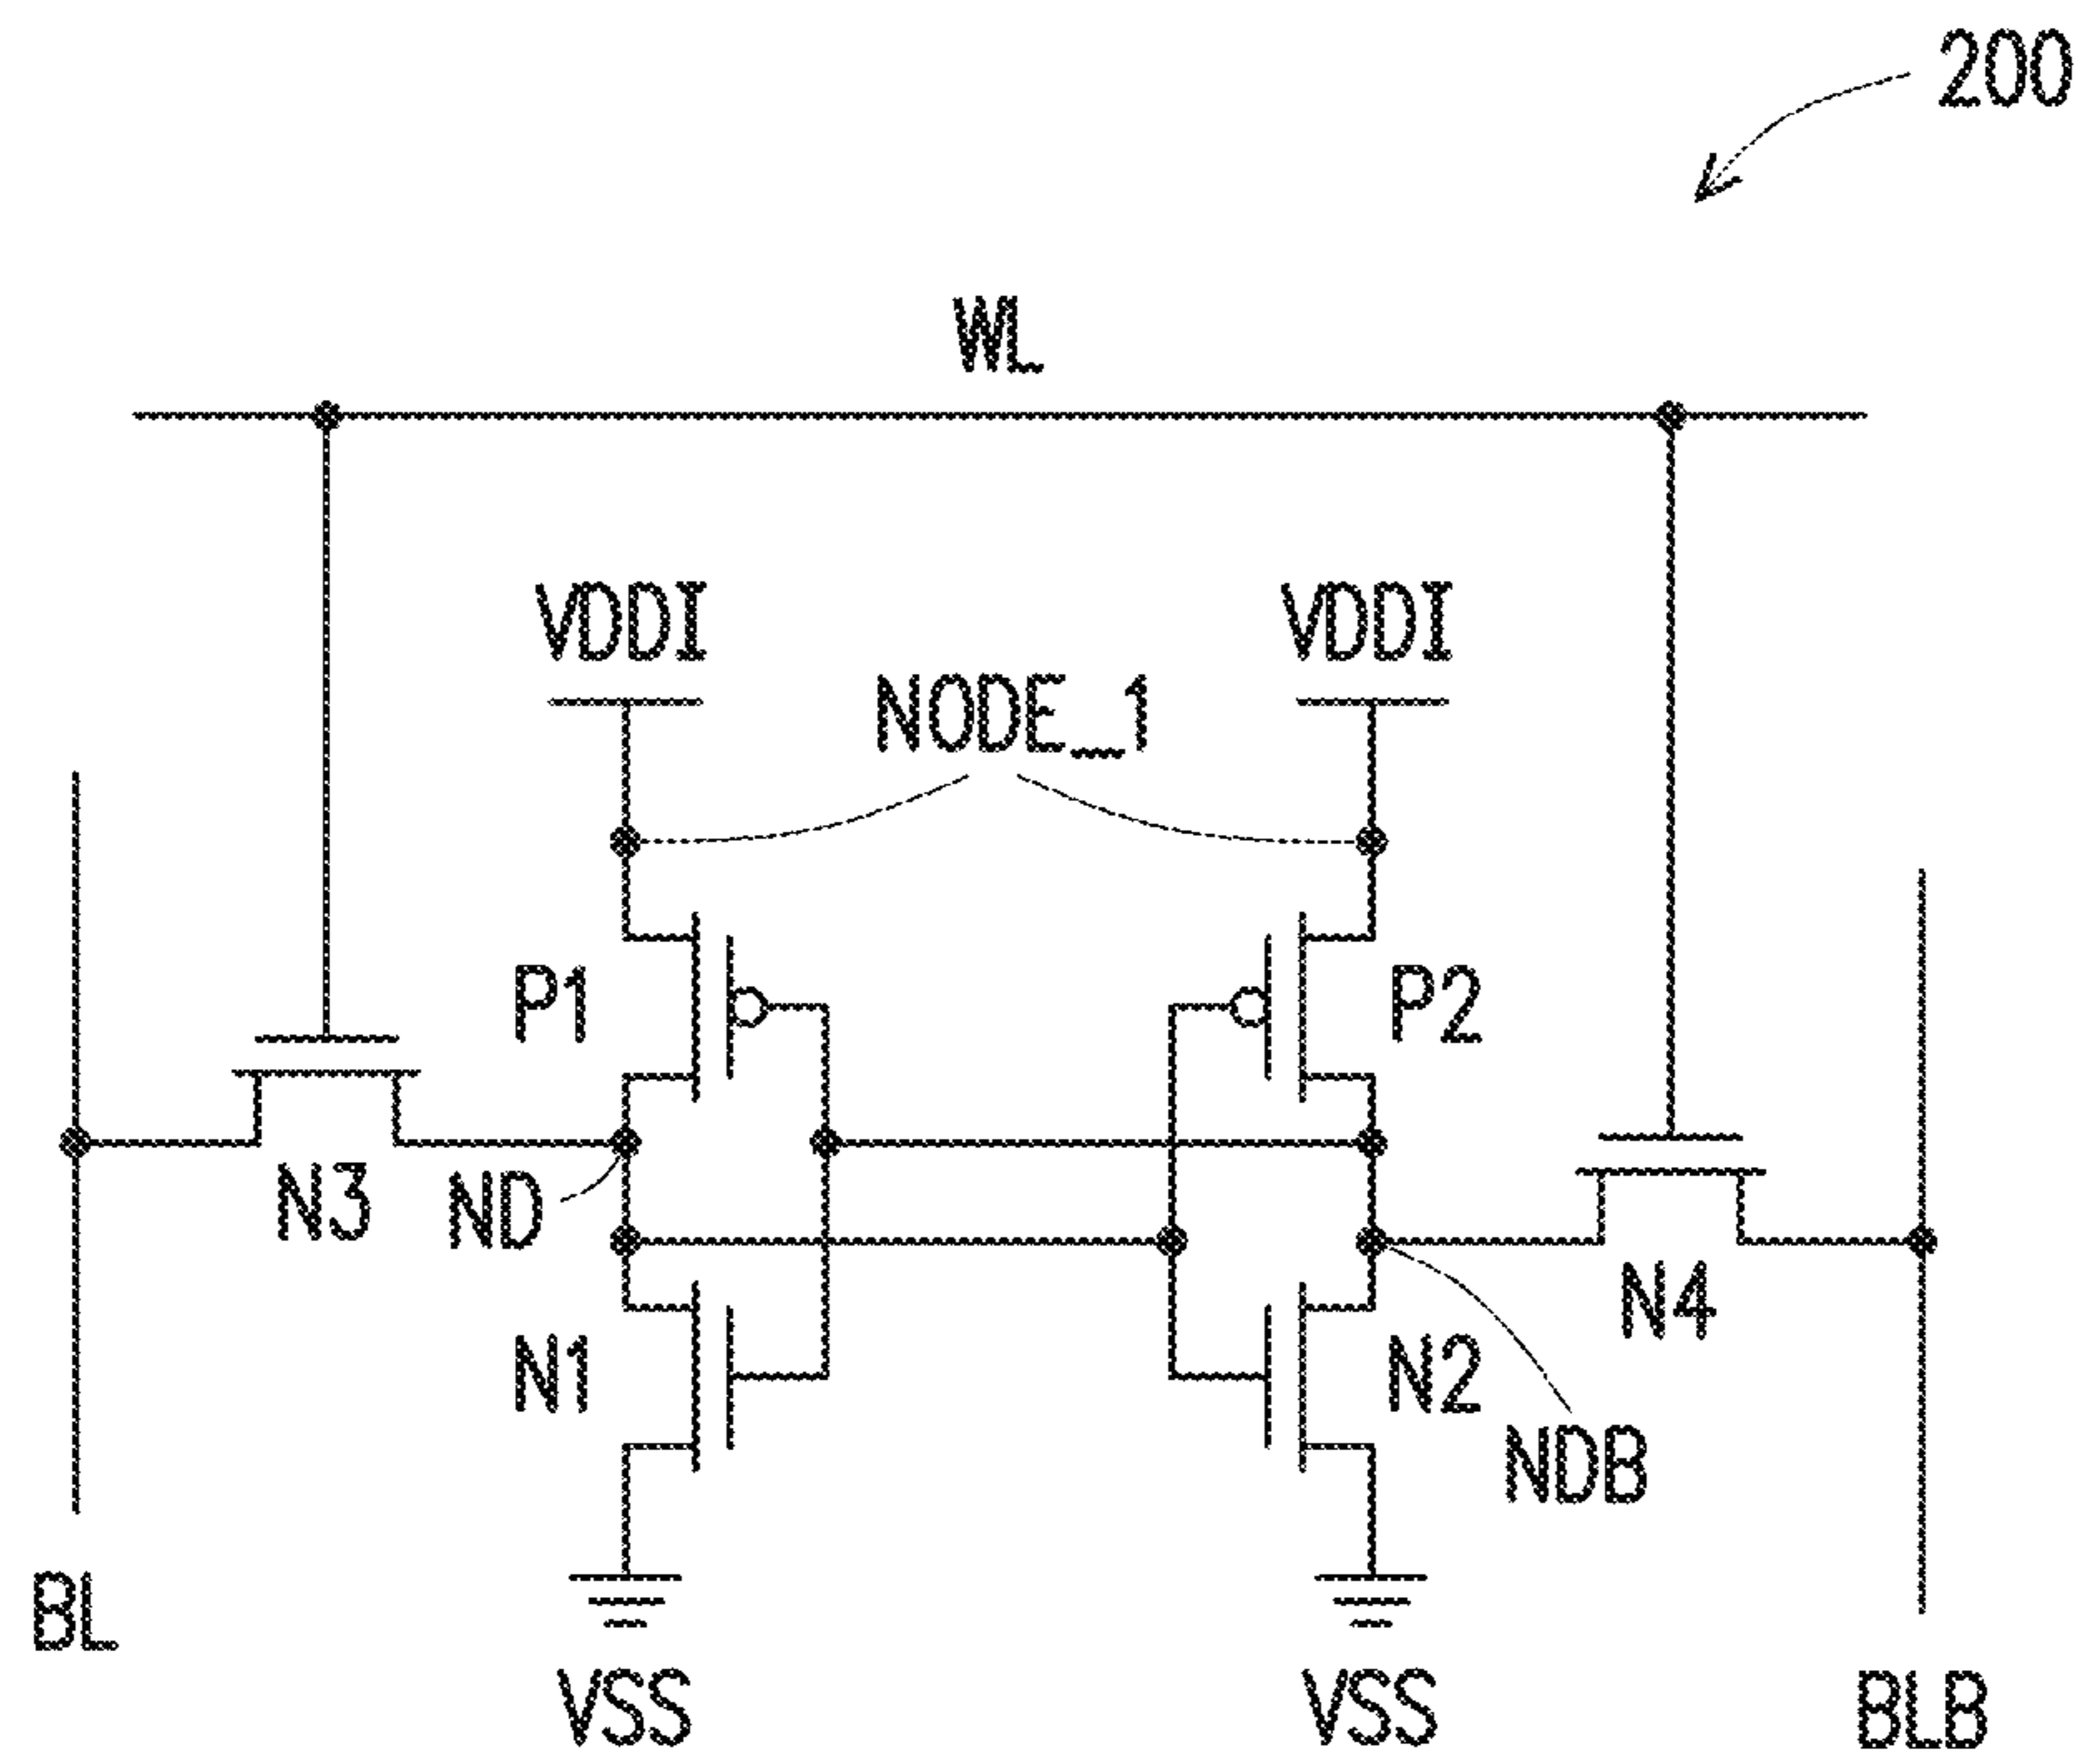 200
WL
VDDI VDDI
NODE_1
P1 P2
N3 ND N4
N1 N2
NDB
BL
VSS VSS
BLB